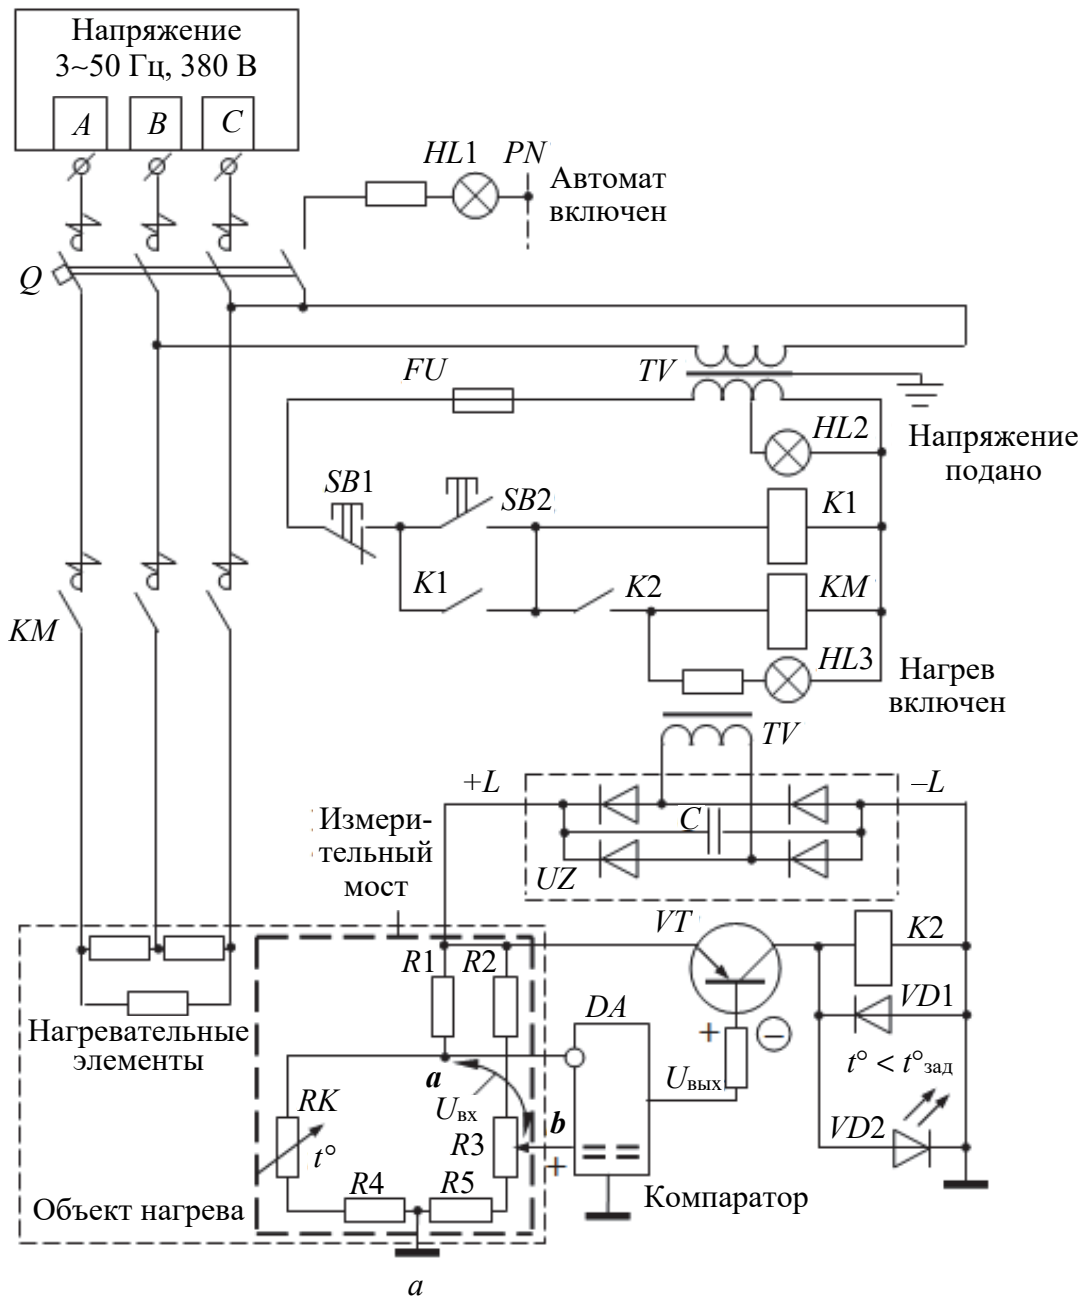 Напряжение
3~50 Гц, 380 В
A B C
HL1 PN
Автомат
включен
Q
FU
TV
HL2
Напряжение
подано
SB1
SB2
K1
K1
K2
KM
KM
HL3
Нагрев
включен
TV
+L
–L
C
UZ
Измери-
тельный
мост
VT
K2
R1 R2
DA
VD1
+ –
Нагревательные
элементы
t° < t°зад
a
Uвх
Uвых
RK
b
t°
R3
+
VD2
R4 R5
Компаратор
Объект нагрева
a